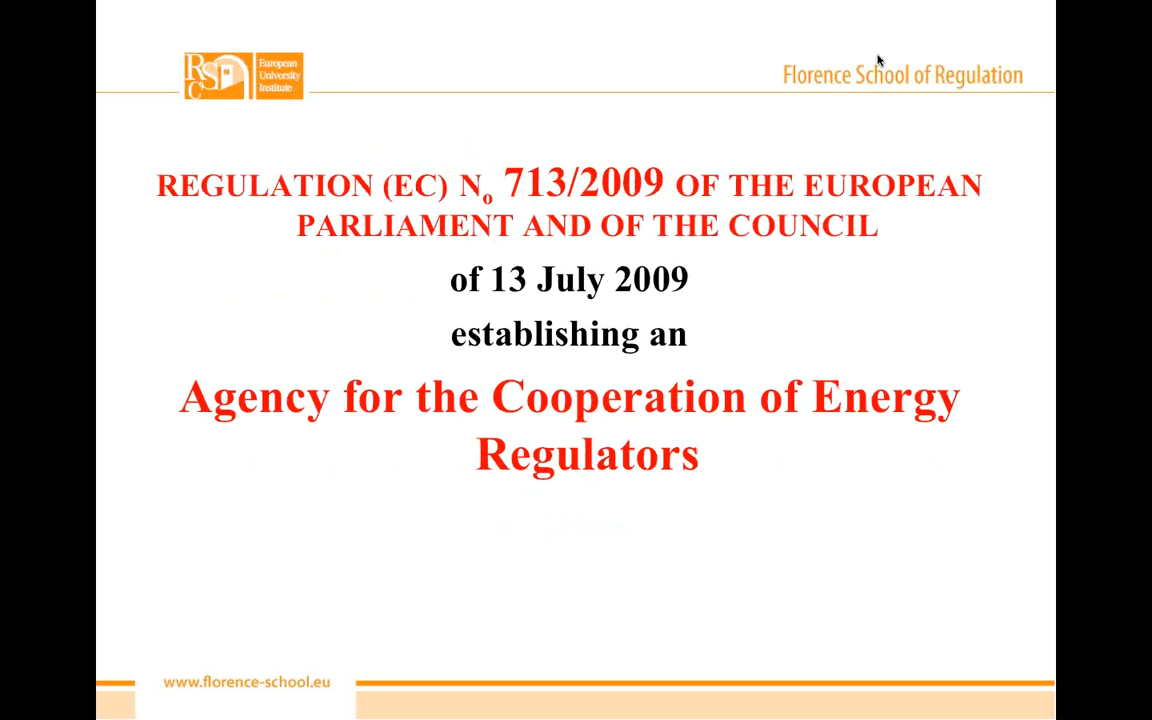 RSC
European
University
Institute
Florence School of Regulation
REGULATION (EC) No 713/2009 OF THE EUROPEAN
PARLIAMENT AND OF THE COUNCIL
of 13 July 2009
establishing an
Agency for the Cooperation of Energy
Regulators
www.florence-school.eu